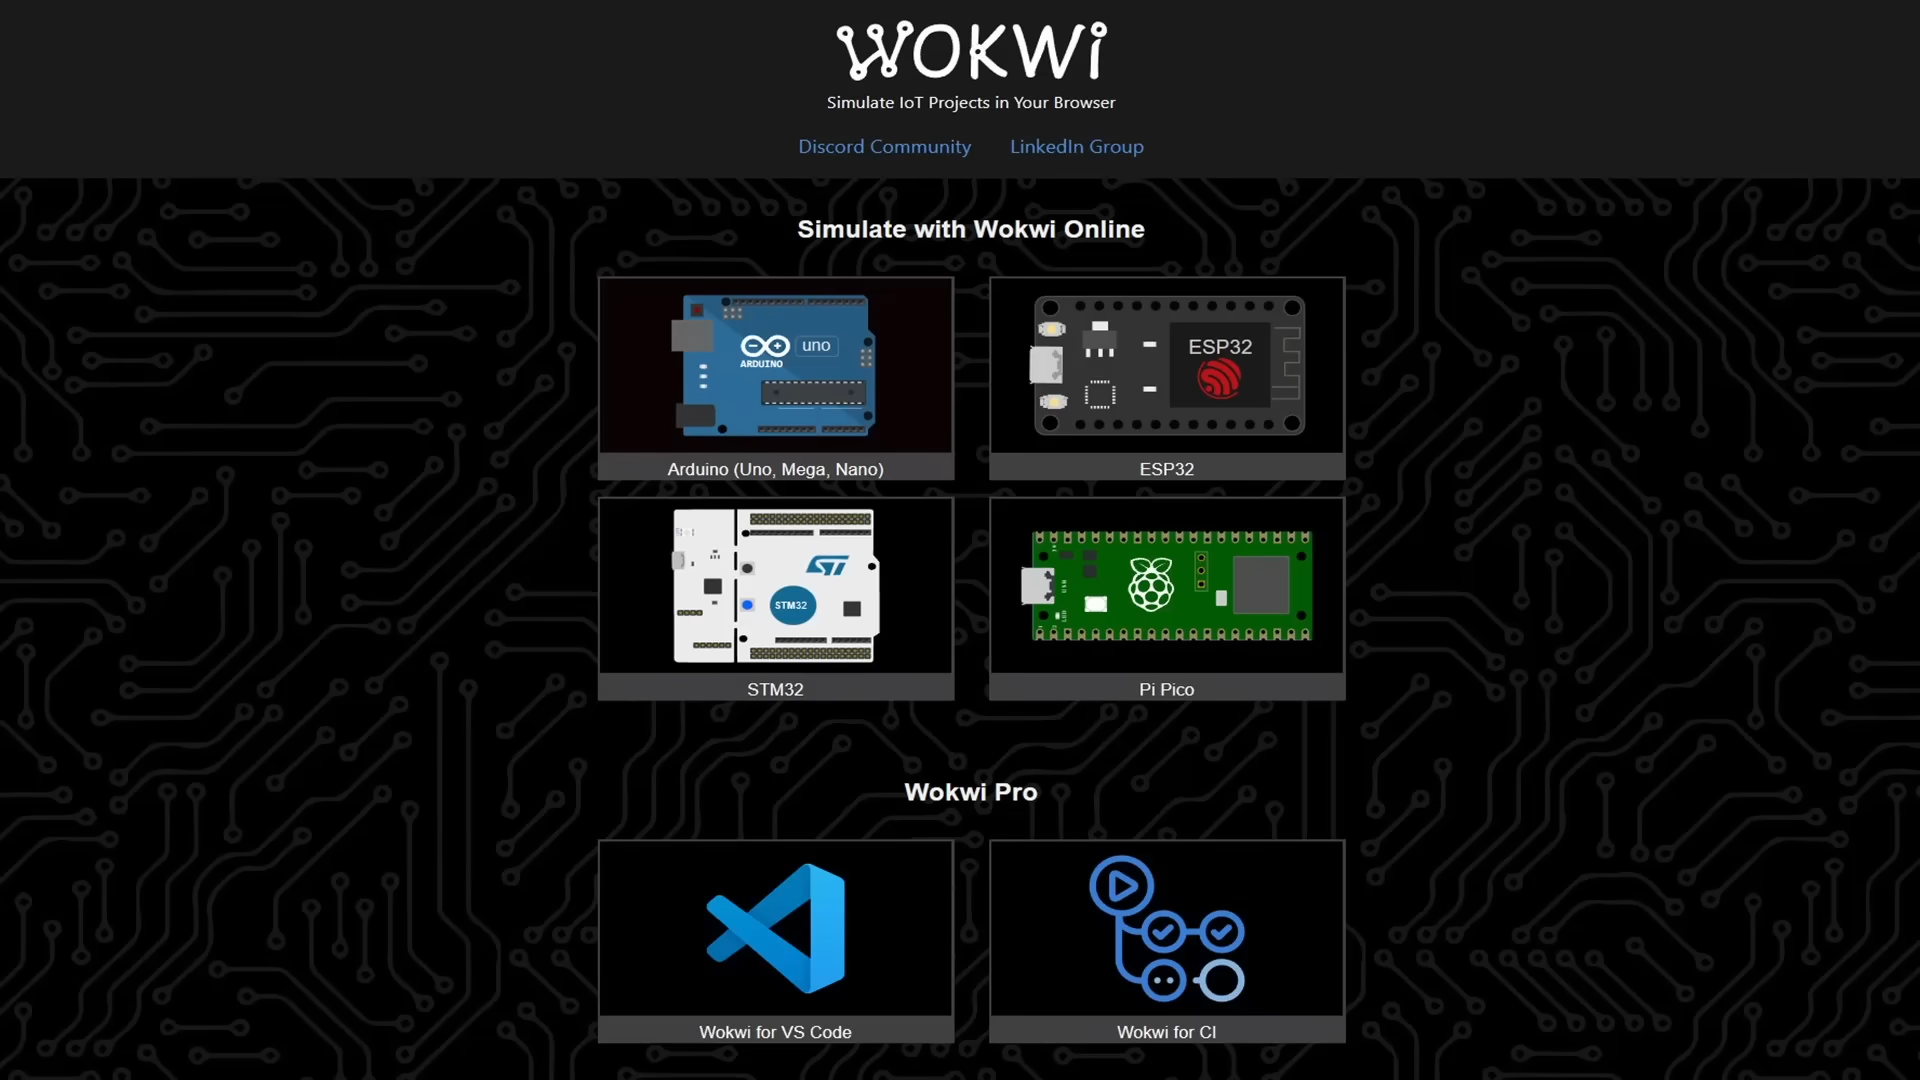 WOKWi
Simulate IoT Projects in Your Browser
Discord Community LinkedIn Group
Simulate with Wokwi Online
ARDUINO uno
ESP32
Arduino (Uno, Mega, Nano)
ESP32
ST
STM32
STM32
Pi Pico
Wokwi Pro
Wokwi for VS Code
Wokwi for CI